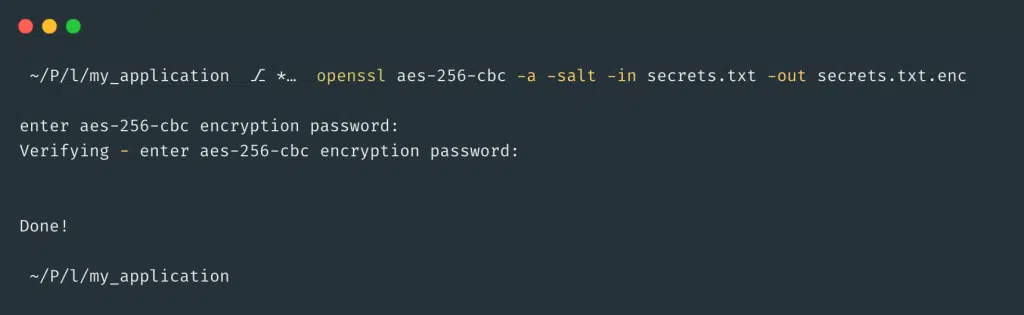 ~/P/l/my_application ⌥ *… openssl aes-256-cbc -a -salt -in secrets.txt -out secrets.txt.enc
enter aes-256-cbc encryption password:
Verifying - enter aes-256-cbc encryption password:
Done!
~/P/l/my_application